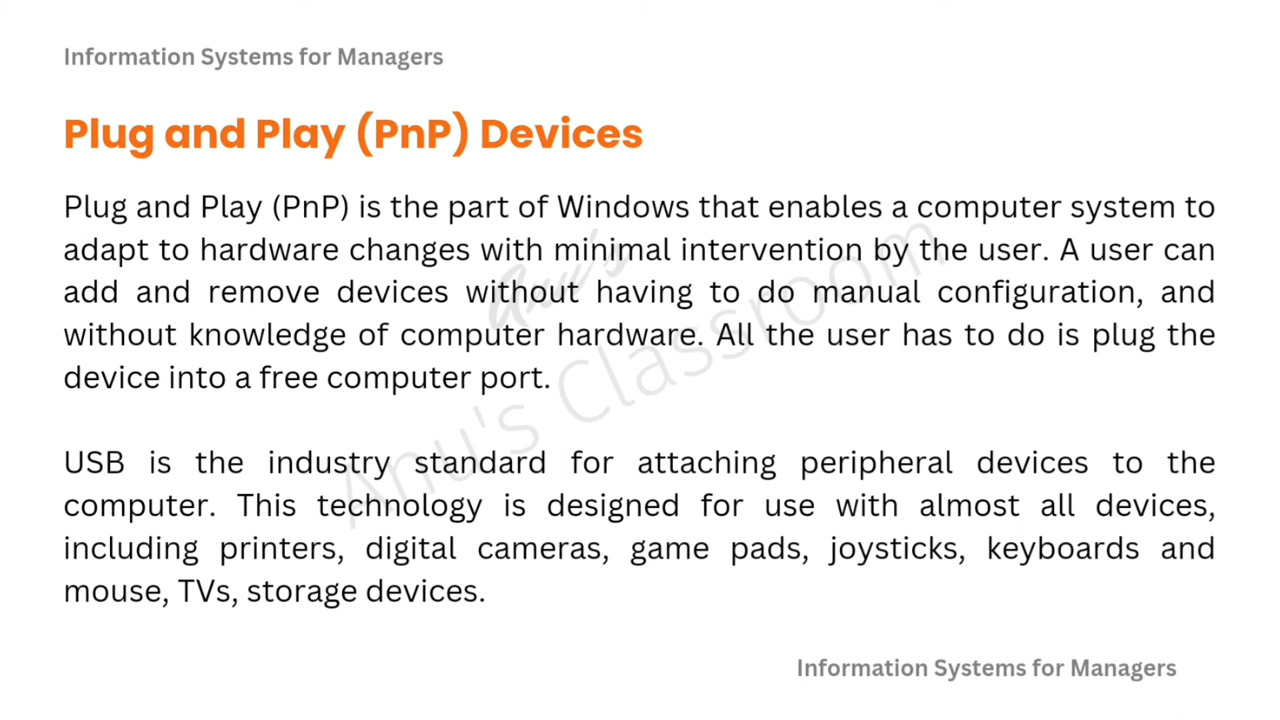 Information Systems for Managers
Plug and Play (PnP) Devices
Plug and Play (PnP) is the part of Windows that enables a computer system to
adapt to hardware changes with minimal intervention by the user. A user can
add and remove devices without having to do manual configuration, and
without knowledge of computer hardware. All the user has to do is plug the
device into a free computer port.
Anu's
Anu's Classroom
USB is the industry standard for attaching peripheral devices to the
computer. This technology is designed for use with almost all devices,
including printers, digital cameras, game pads, joysticks, keyboards and
mouse, TVs, storage devices.
Information Systems for Managers